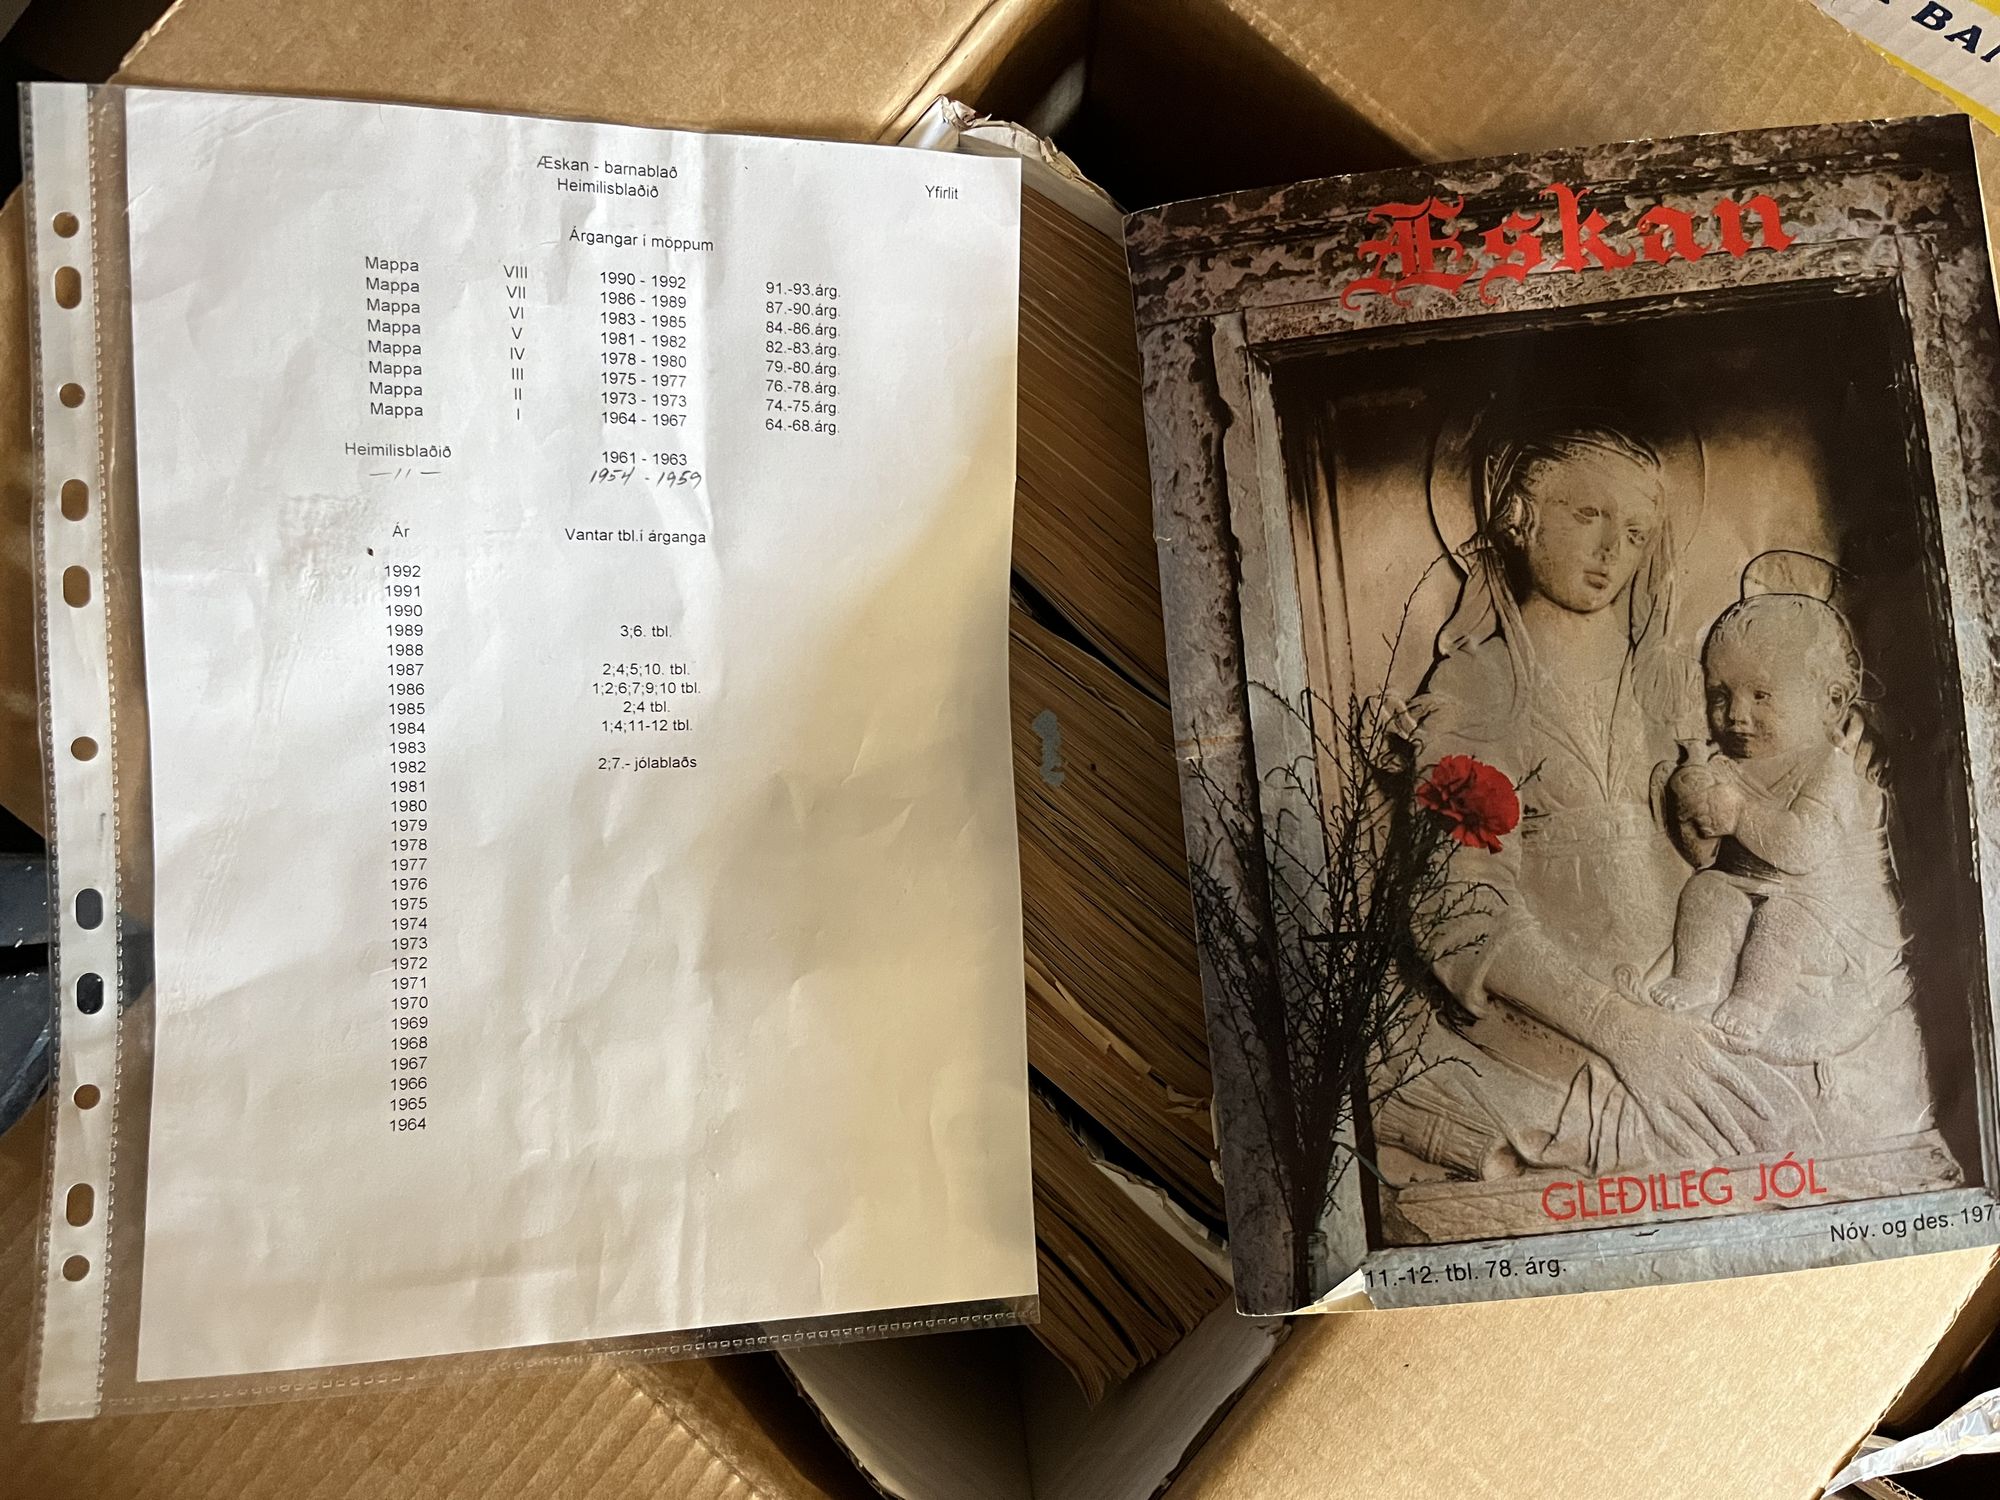 Æskan - barnablað
Heimilisblaðið
Yfirlit
Árgangar í möppum
Mappa VIII 1990 - 1992 91.-93.árg.
Mappa VII 1986 - 1989 87.-90.árg.
Mappa VI 1983 - 1985 84.-86.árg.
Mappa V 1981 - 1982 82.-83.árg.
Mappa IV 1978 - 1980 79.-80.árg.
Mappa III 1975 - 1977 76.-78.árg.
Mappa II 1973 - 1973 74.-75.árg.
Mappa I 1964 - 1967 64.-68.árg.
Heimilisblaðið 1961 - 1963
—11— 1954 - 1959
Ár Vantar tbl.í árganga
1992
1991
1990
1989 3;6. tbl.
1988
1987 2;4;5;10. tbl.
1986 1;2;6;7;9;10 tbl.
1985 2;4 tbl.
1984 1;4;11-12 tbl.
1983
1982 2;7.- jólablaðs
1981
1980
1979
1978
1977
1976
1975
1974
1973
1972
1971
1970
1969
1968
1967
1966
1965
1964
Æskan
GLEÐILEG JÓL
Nóv. og des. 1977
11.-12. tbl. 78. árg.